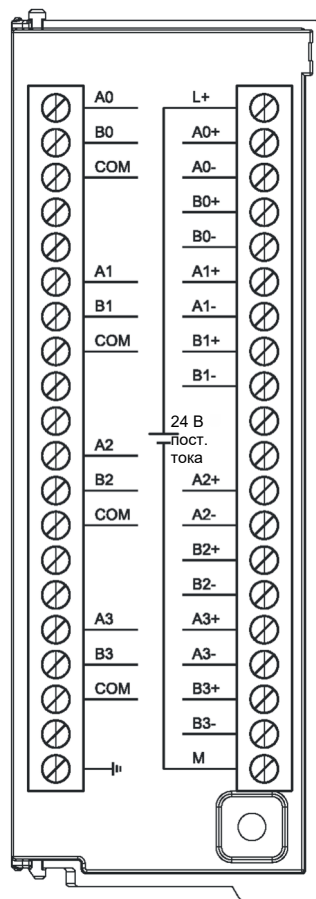 A0
B0
COM
A1
B1
COM
A2
B2
COM
A3
B3
COM
L+
A0+
A0-
B0+
B0-
A1+
A1-
B1+
B1-
24 В
пост.
тока
A2+
A2-
B2+
B2-
A3+
A3-
B3+
B3-
M